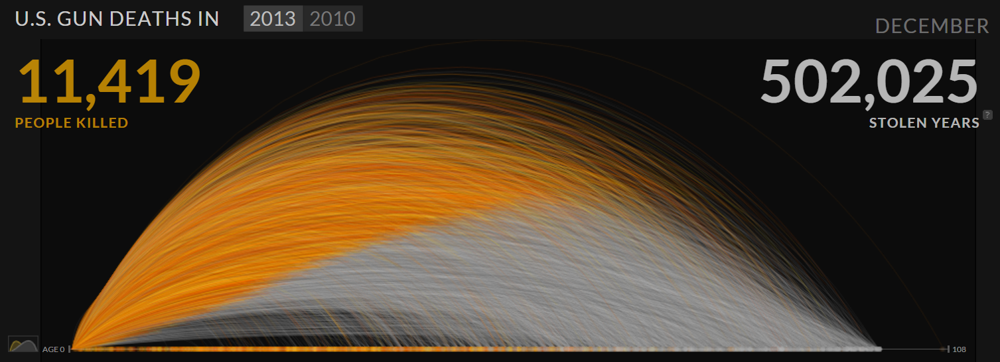 U.S. GUN DEATHS IN 2013 2010
DECEMBER
11,419
PEOPLE KILLED
502,025
STOLEN YEARS ?
AGE 0
108